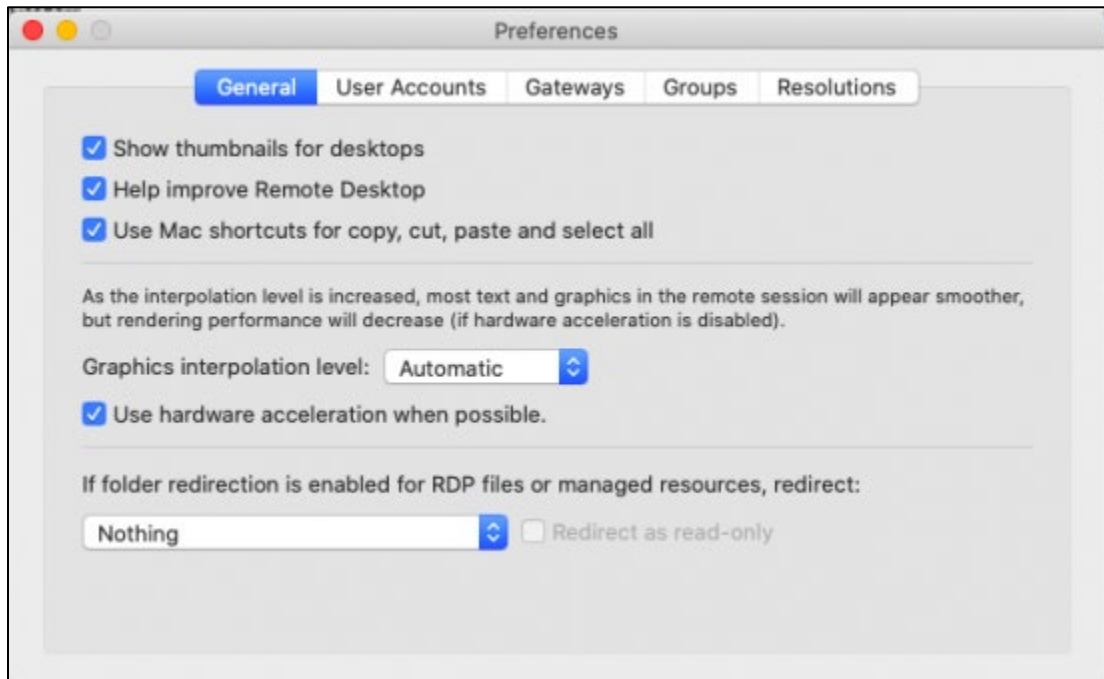 Preferences
General User Accounts Gateways Groups Resolutions
Show thumbnails for desktops
Help improve Remote Desktop
Use Mac shortcuts for copy, cut, paste and select all
As the interpolation level is increased, most text and graphics in the remote session will appear smoother,
but rendering performance will decrease (if hardware acceleration is disabled).
Graphics interpolation level: Automatic
Use hardware acceleration when possible.
If folder redirection is enabled for RDP files or managed resources, redirect:
Nothing Redirect as read-only